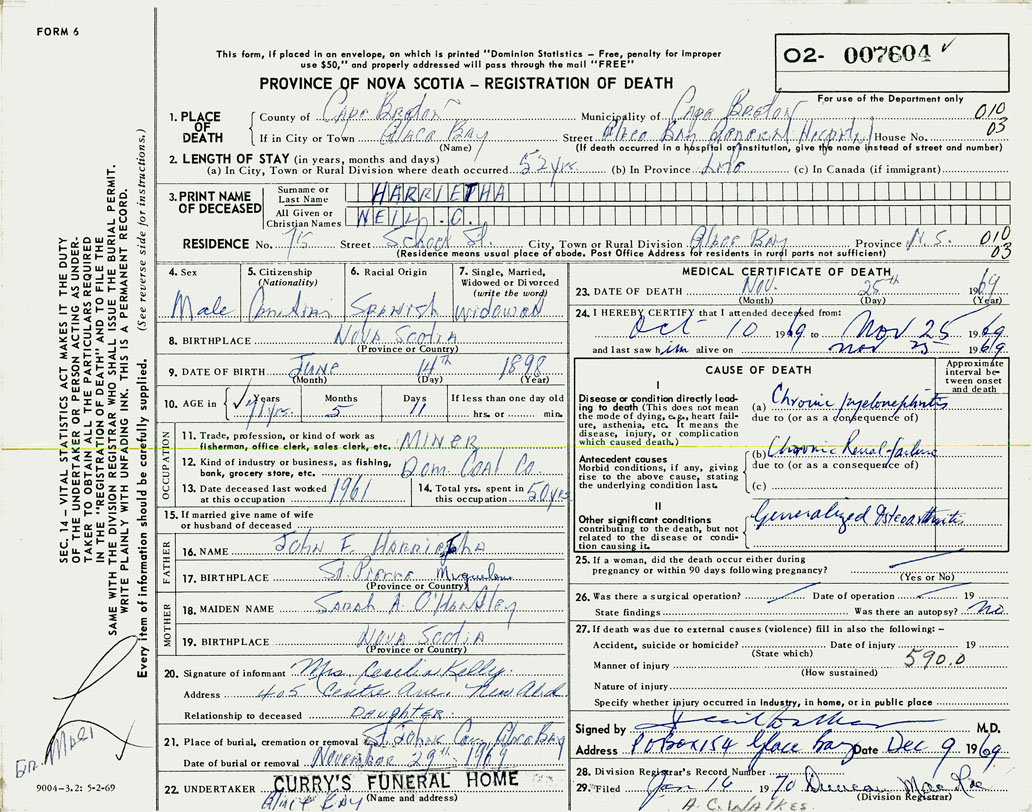 FORM 6
This form, if placed in an envelope, on which is printed "Dominion Statistics – Free, penalty for improper
use $50," and properly addressed will pass through the mail "FREE"
PROVINCE OF NOVA SCOTIA – REGISTRATION OF DEATH
O2- 007604
For use of the Department only
1. PLACE OF DEATH
County of Cape Breton Municipality of Cape Breton 010
If in City or Town Glace Bay Street Glace Bay General Hospital House No. 03
(Name) (If death occurred in a hospital or institution, give the name instead of street and number)
2. LENGTH OF STAY (in years, months and days)
(a) In City, Town or Rural Division where death occurred 52 yrs. (b) In Province Life (c) In Canada (if immigrant)
3. PRINT NAME OF DECEASED
Surname or Last Name HARRIETHA
All Given or Christian Names NEIL .C.
RESIDENCE No. 75 Street School St. City, Town or Rural Division Glace Bay Province N.S. 010
03
(Residence means usual place of abode. Post Office Address for residents in rural parts not sufficient)
4. Sex Male
5. Citizenship (Nationality)
6. Racial Origin Spanish
7. Single, Married, Widowed or Divorced (write the word) Widowed
8. BIRTHPLACE Nova Scotia
(Province or Country)
9. DATE OF BIRTH June 14th 1898
(Month) (Day) (Year)
10. AGE in Years 71 yrs. Months 5 Days 11 If less than one day old
hrs. or min.
OCCUPATION
11. Trade, profession, or kind of work as
fisherman, office clerk, sales clerk, etc. MINER
12. Kind of industry or business, as fishing,
bank, grocery store, etc. Dom. Coal Co.
13. Date deceased last worked
at this occupation 1961
14. Total yrs. spent in
this occupation 50 yrs
15. If married give name of wife
or husband of deceased
FATHER
16. NAME John F. Harrietha
17. BIRTHPLACE St. Pierre Miquelon
(Province or Country)
MOTHER
18. MAIDEN NAME Sarah A. O'Handley
19. BIRTHPLACE Nova Scotia
(Province or Country)
20. Signature of informant Mrs. Cecelia Kelly
Address 405 Centre Ave. New Abd.
Relationship to deceased Daughter.
21. Place of burial, cremation or removal St Johns Cem Glace Bay
Date of burial or removal November 29th 1969
22. UNDERTAKER CURRY'S FUNERAL HOME
Glace Bay (Name and address)
MEDICAL CERTIFICATE OF DEATH
23. DATE OF DEATH Nov. 25th 1969
(Month) (Day) (Year)
24. I HEREBY CERTIFY that I attended deceased from:
Oct 10 1969 to Nov 25 1969
and last saw him alive on Nov 25 1969.
CAUSE OF DEATH
Approximate interval between onset and death
I
Disease or condition directly leading to death (This does not mean the mode of dying, e.g., heart failure, asthenia, etc. It means the disease, injury, or complication which caused death.)
(a) Chronic pyelonephritis
due to (or as a consequence of)
Antecedent causes
Morbid conditions, if any, giving rise to the above cause, stating the underlying condition last.
(b) Chronic Renal failure
due to (or as a consequence of)
(c)
II
Other significant conditions
contributing to the death, but not related to the disease or condition causing it.
Generalized Osteoarthritis
25. If a woman, did the death occur either during
pregnancy or within 90 days following pregnancy?
(Yes or No)
26. Was there a surgical operation? Date of operation 19
State findings Was there an autopsy? no
27. If death was due to external causes (violence) fill in also the following: –
Accident, suicide or homicide? Date of injury 19
(State which)
Manner of injury 590.0
(How sustained)
Nature of injury
Specify whether injury occurred in industry, in home, or in public place
Signed by M.D.
Address PO Box 154 Glace Bay Date Dec 9 1969
28. Division Registrar's Record Number
29. Filed Jan 16 1970 Duncan MacRae
(Division Registrar)
A.C. WALKES.
SEC. 14 – VITAL STATISTICS ACT MAKES IT THE DUTY
OF THE UNDERTAKER OR PERSON ACTING AS UNDER-
TAKER TO OBTAIN ALL THE PARTICULARS REQUIRED
IN THE "REGISTRATION OF DEATH" AND TO FILE THE
SAME WITH THE DIVISION REGISTRAR WHO SHALL ISSUE THE BURIAL PERMIT.
WRITE PLAINLY WITH UNFADING INK. THIS IS A PERMANENT RECORD.
Every item of information should be carefully supplied. (See reverse side for instructions.)
9004–3.2: 5-2-69